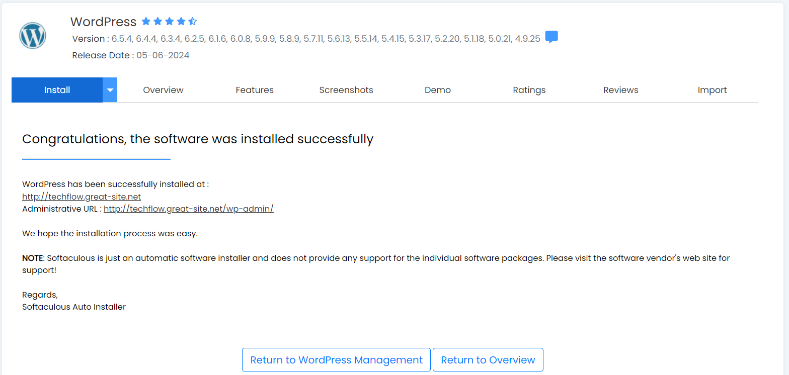 WordPress
Version : 6.5.4, 6.4.4, 6.3.4, 6.2.5, 6.1.6, 6.0.8, 5.9.9, 5.8.9, 5.7.11, 5.6.13, 5.5.14, 5.4.15, 5.3.17, 5.2.20, 5.1.18, 5.0.21, 4.9.25
Release Date : 05-06-2024
Install Overview Features Screenshots Demo Ratings Reviews Import
Congratulations, the software was installed successfully
WordPress has been successfully installed at :
http://techflow.great-site.net
Administrative URL : http://techflow.great-site.net/wp-admin/
We hope the installation process was easy.
NOTE: Softaculous is just an automatic software installer and does not provide any support for the individual software packages. Please visit the software vendor's web site for
support!
Regards,
Softaculous Auto Installer
Return to WordPress Management Return to Overview